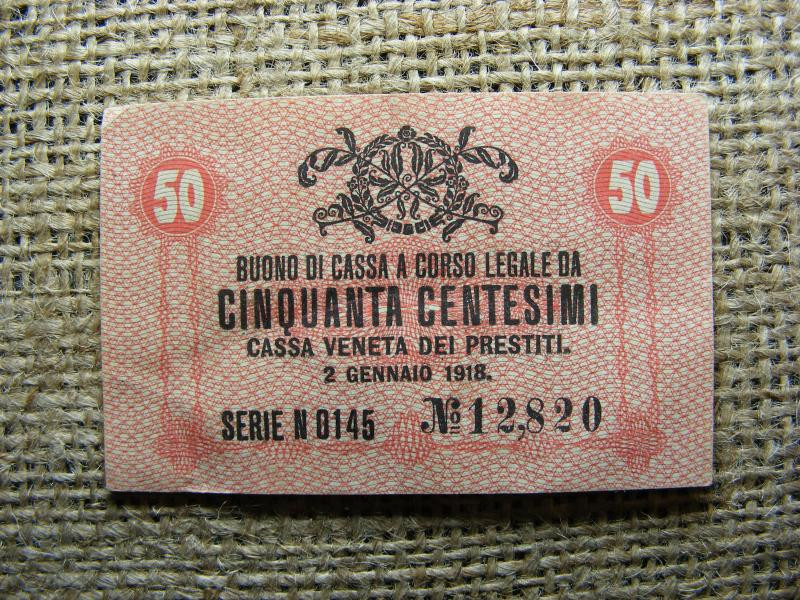 50 50
BUONO DI CASSA A CORSO LEGALE DA
CINQUANTA CENTESIMI
CASSA VENETA DEI PRESTITI.
2 GENNAIO 1918.
SERIE N 0145 № 12,820